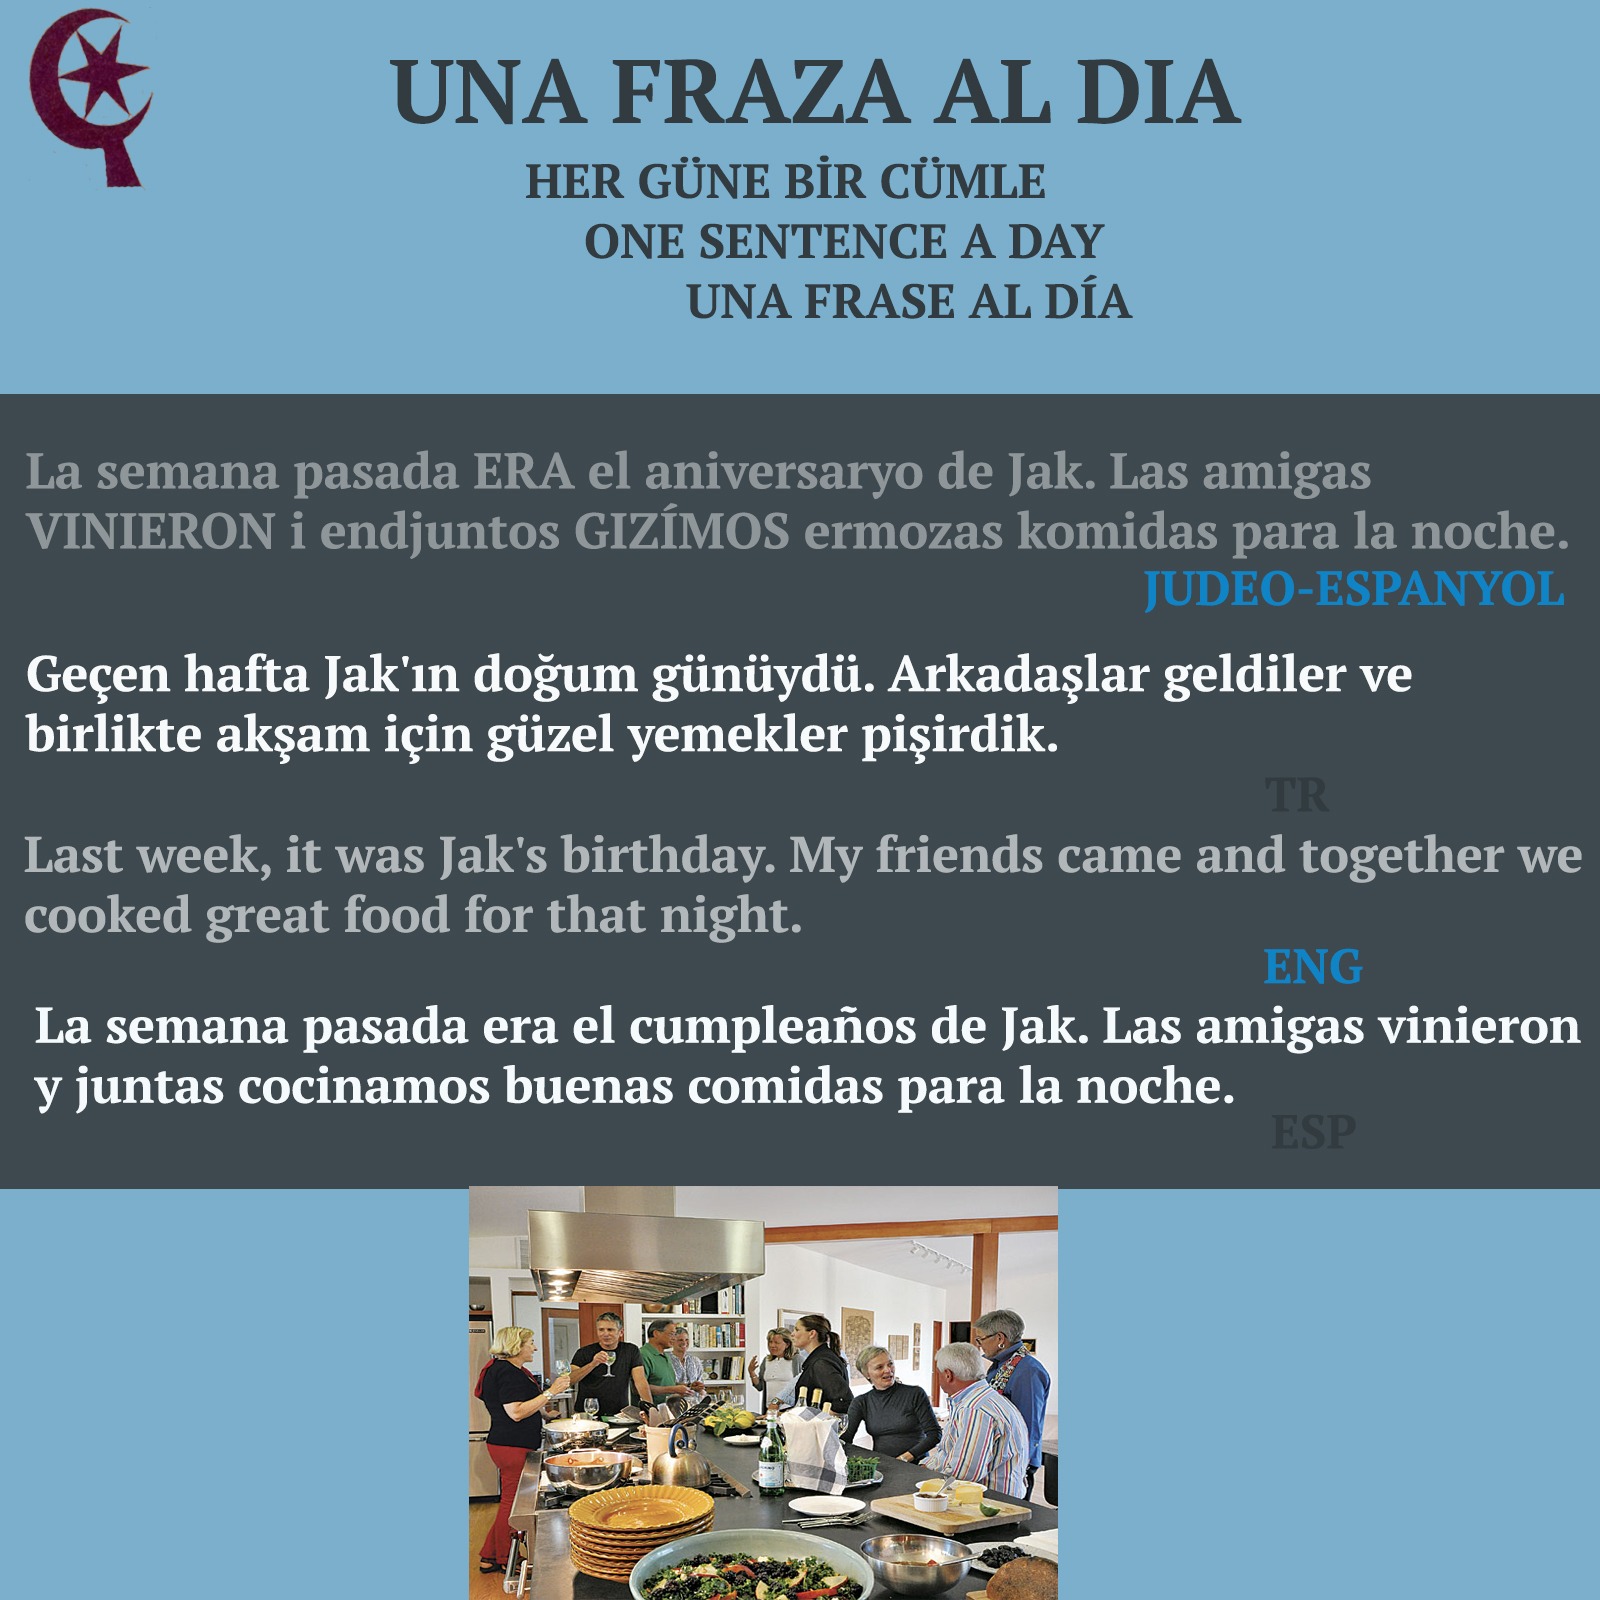 UNA FRAZA AL DIA
HER GÜNE BİR CÜMLE
ONE SENTENCE A DAY
UNA FRASE AL DÍA
La semana pasada ERA el aniversaryo de Jak. Las amigas
VINIERON i endjuntos GIZÍMOS ermozas komidas para la noche.
JUDEO-ESPANYOL
Geçen hafta Jak'ın doğum günüydü. Arkadaşlar geldiler ve
birlikte akşam için güzel yemekler pişirdik.
TR
Last week, it was Jak's birthday. My friends came and together we
cooked great food for that night.
ENG
La semana pasada era el cumpleaños de Jak. Las amigas vinieron
y juntas cocinamos buenas comidas para la noche.
ESP